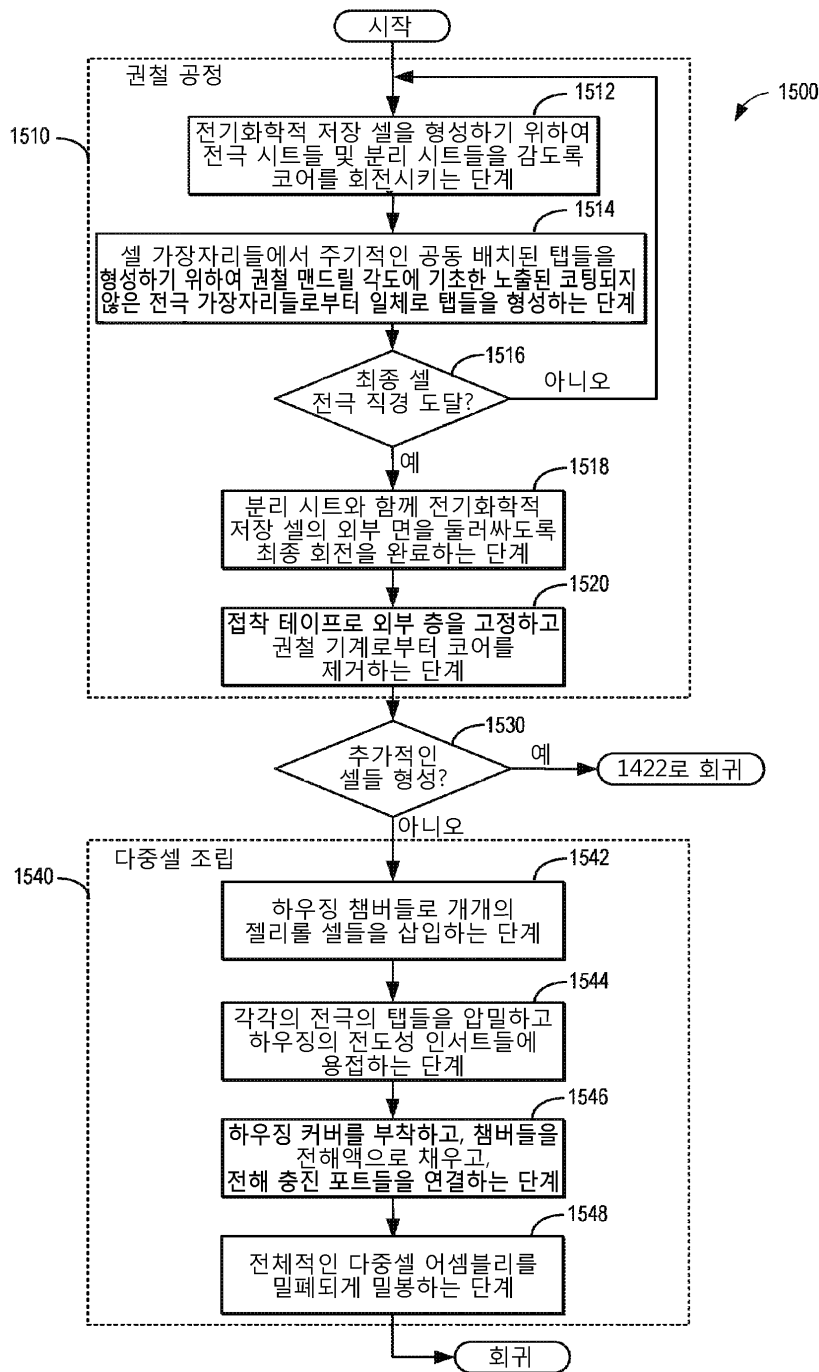 시작
권철 공정
1500
1510
1512
전기화학적 저장 셀을 형성하기 위하여
전극 시트들 및 분리 시트들을 감도록
코어를 회전시키는 단계
1514
셀 가장자리들에서 주기적인 공동 배치된 탭들을
형성하기 위하여 권철 맨드릴 각도에 기초한 노출된 코팅되지
않은 전극 가장자리들로부터 일체로 탭들을 형성하는 단계
1516
최종 셀
전극 직경 도달?
아니오
예
1518
분리 시트와 함께 전기화학적
저장 셀의 외부 면을 둘러싸도록
최종 회전을 완료하는 단계
1520
접착 테이프로 외부 층을 고정하고
권철 기계로부터 코어를
제거하는 단계
1530
추가적인
셀들 형성?
예
1422로 회귀
아니오
다중셀 조립
1540
1542
하우징 챔버들로 개개의
젤리롤 셀들을 삽입하는 단계
1544
각각의 전극의 탭들을 압밀하고
하우징의 전도성 인서트들에
용접하는 단계
1546
하우징 커버를 부착하고, 챔버들을
전해액으로 채우고,
전해 충진 포트들을 연결하는 단계
1548
전체적인 다중셀 어셈블리를
밀폐되게 밀봉하는 단계
회귀